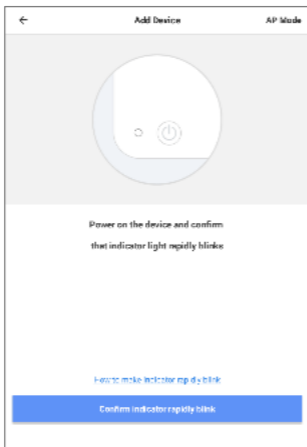 Add Device AP Mode
Power on the device and confirm
that indicator light rapidly blinks
How to make indicator rapidly blink
Confirm indicator rapidly blink